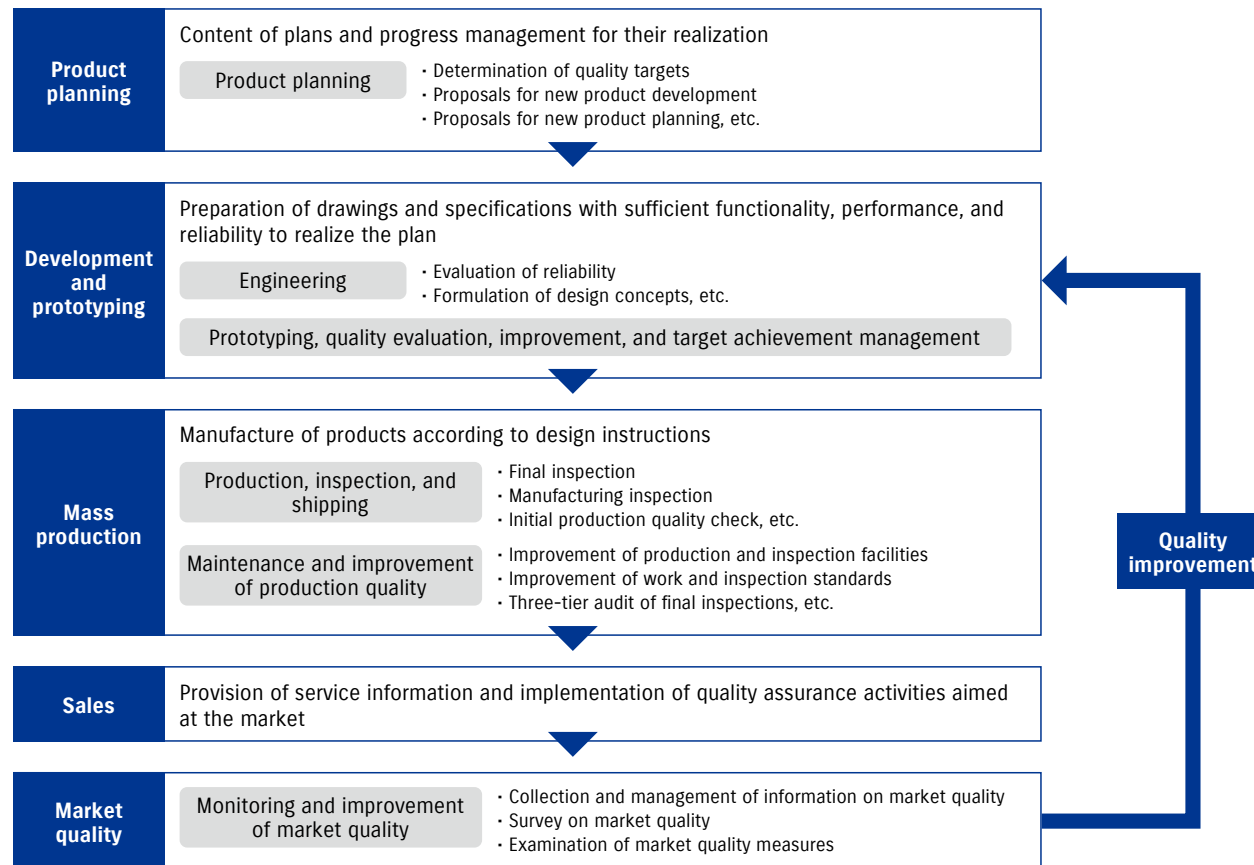 Product
planning
Content of plans and progress management for their realization
Product planning
・Determination of quality targets
・Proposals for new product development
・Proposals for new product planning, etc.
Development
and
prototyping
Preparation of drawings and specifications with sufficient functionality, performance, and
reliability to realize the plan
Engineering
・Evaluation of reliability
・Formulation of design concepts, etc.
Prototyping, quality evaluation, improvement, and target achievement management
Mass
production
Manufacture of products according to design instructions
Production, inspection, and
shipping
・Final inspection
・Manufacturing inspection
・Initial production quality check, etc.
Maintenance and improvement
of production quality
・Improvement of production and inspection facilities
・Improvement of work and inspection standards
・Three-tier audit of final inspections, etc.
Sales
Provision of service information and implementation of quality assurance activities aimed
at the market
Market
quality
Monitoring and improvement
of market quality
・Collection and management of information on market quality
・Survey on market quality
・Examination of market quality measures
Quality
improvement